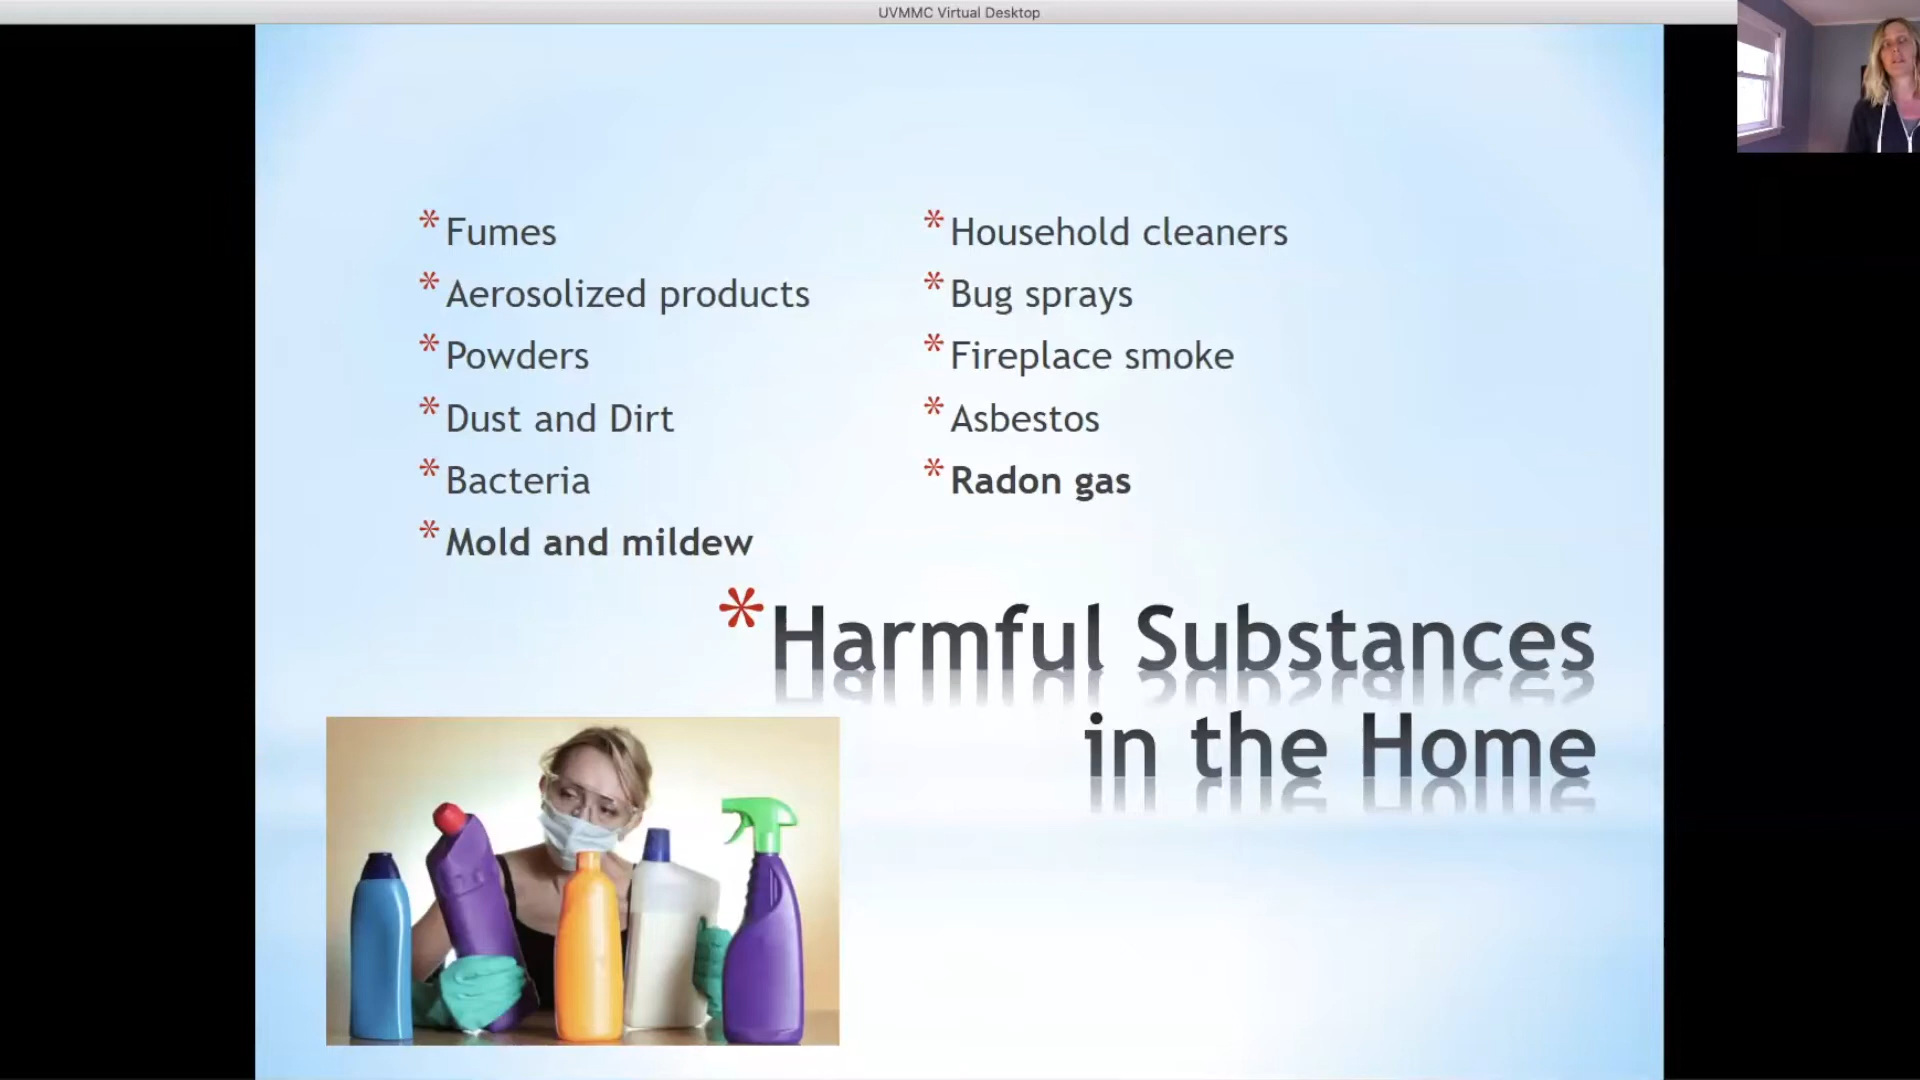 UVMMC Virtual Desktop
* Fumes
* Aerosolized products
* Powders
* Dust and Dirt
* Bacteria
* Mold and mildew
* Household cleaners
* Bug sprays
* Fireplace smoke
* Asbestos
* Radon gas
* Harmful Substances
in the Home